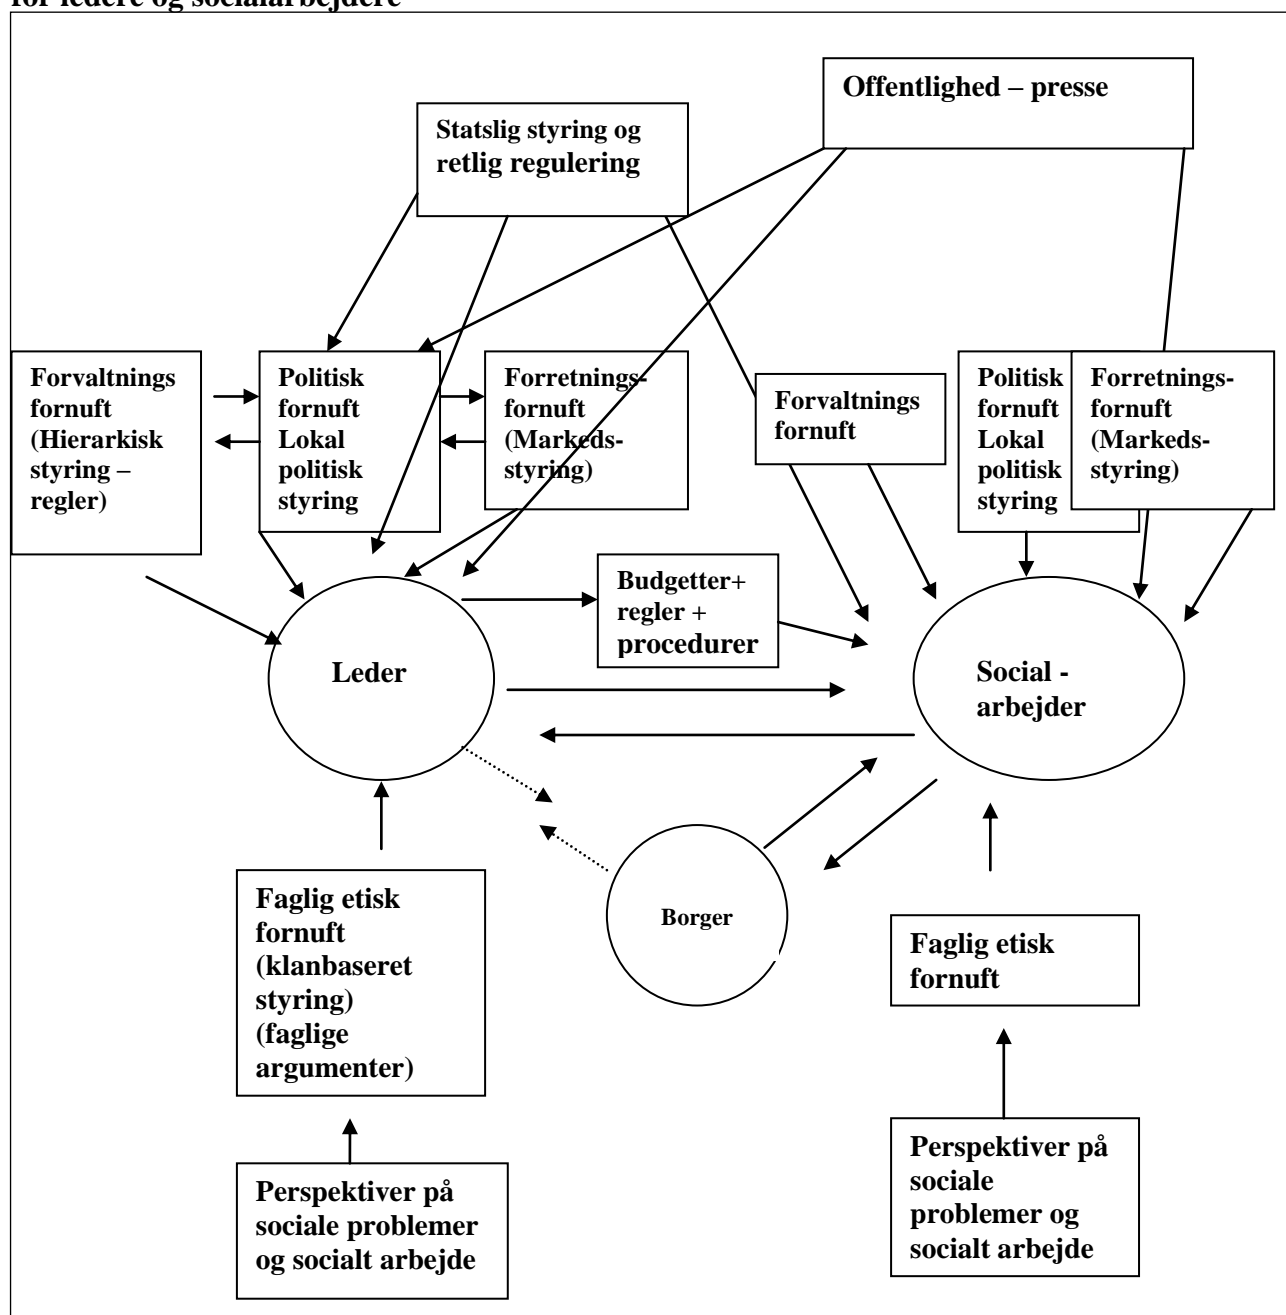 for ledere og socialarbejdere
Offentlighed – presse
Statslig styring og
retlig regulering
Forvaltnings
fornuft
(Hierarkisk
styring –
regler)
Politisk
fornuft
Lokal
politisk
styring
Forretnings-
fornuft
(Markeds-
styring)
Forvaltnings
fornuft
Politisk
fornuft
Lokal
politisk
styring
Forretnings-
fornuft
(Markeds-
styring)
Budgetter+
regler +
procedurer
Leder
Social -
arbejder
Borger
Faglig etisk
fornuft
(klanbaseret
styring)
(faglige
argumenter)
Faglig etisk
fornuft
Perspektiver på
sociale problemer
og socialt arbejde
Perspektiver på
sociale
problemer og
socialt arbejde